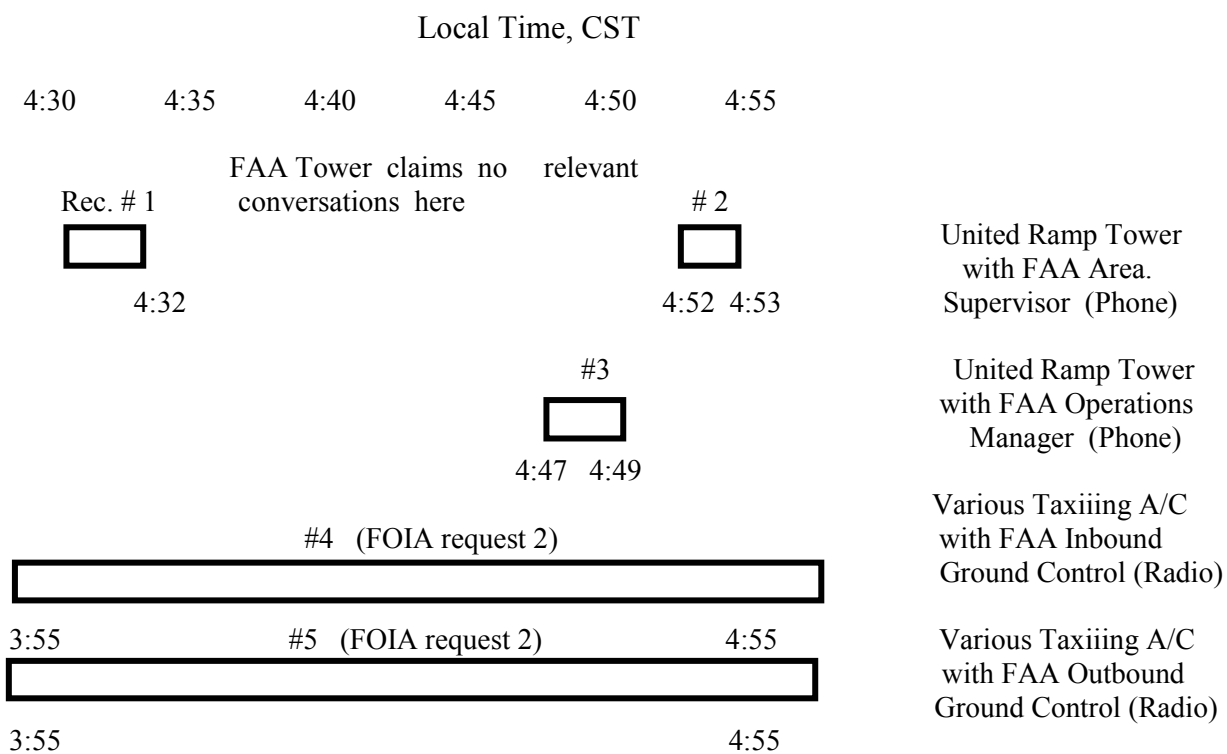 Local Time, CST
4:30 4:35 4:40 4:45 4:50 4:55
FAA Tower claims no relevant
Rec. # 1 conversations here # 2
United Ramp Tower
with FAA Area.
4:32 4:52 4:53 Supervisor (Phone)
#3 United Ramp Tower
with FAA Operations
Manager (Phone)
4:47 4:49
Various Taxiiing A/C
#4 (FOIA request 2) with FAA Inbound
Ground Control (Radio)
3:55 #5 (FOIA request 2) 4:55 Various Taxiiing A/C
with FAA Outbound
Ground Control (Radio)
3:55 4:55